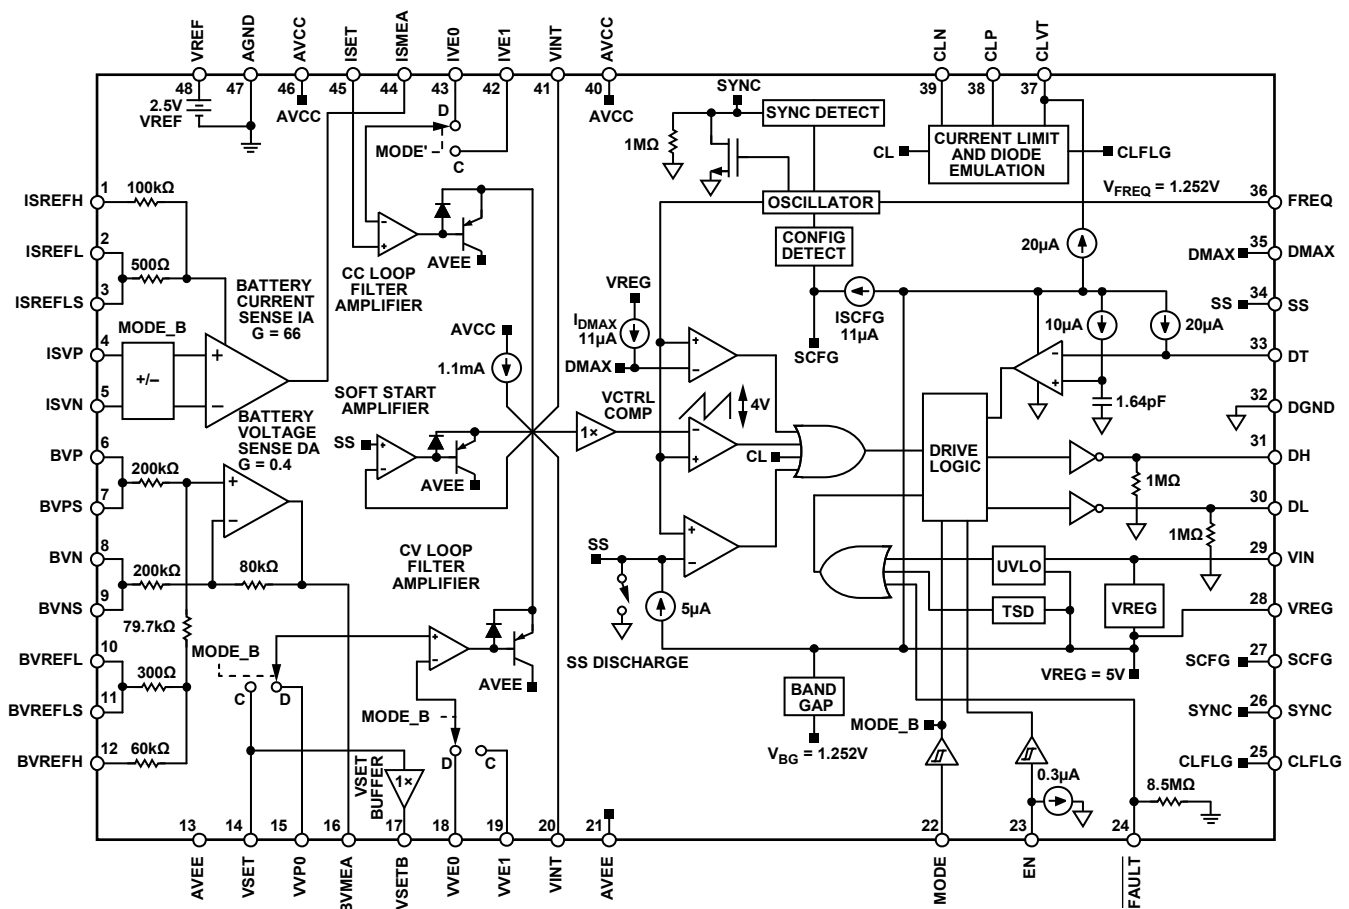 VREF
AGND
AVCC
ISET
ISMEA
IVE0
IVE1
VINT
AVCC
CLN
CLP
CLVT
48
47
46
45
44
43
42
41
40
39
38
37
2.5V
VREF
AVCC
D
MODE'
C
AVCC
SYNC
SYNC DETECT
1MΩ
CL
CURRENT LIMIT
AND DIODE
EMULATION
CLFLG
VFREQ = 1.252V
OSCILLATOR
CONFIG
DETECT
20µA
1
ISREFH
100kΩ
2
ISREFL
500Ω
3
ISREFLS
BATTERY
CURRENT
SENSE IA
G = 66
AVEE
CC LOOP
FILTER
AMPLIFIER
MODE_B
4
ISVP
+/–
+
–
5
ISVN
BATTERY
VOLTAGE
SENSE DA
G = 0.4
AVCC
1.1mA
SOFT START
AMPLIFIER
SS
AVEE
VREG
IDMAX
11µA
DMAX
ISCFG
11µA
SCFG
10µA
20µA
1.64pF
VCTRL
COMP
1×
4V
CL
DRIVE
LOGIC
36
FREQ
35
DMAX
DMAX
34
SS
SS
33
DT
32
DGND
31
DH
1MΩ
30
DL
1MΩ
29
VIN
28
VREG
27
SCFG
SCFG
26
SYNC
SYNC
25
CLFLG
CLFLG
6
BVP
200kΩ
7
BVPS
8
BVN
200kΩ
80kΩ
9
BVNS
79.7kΩ
10
BVREFL
300Ω
11
BVREFLS
12
BVREFH
60kΩ
MODE_B
C
D
CV LOOP
FILTER
AMPLIFIER
AVEE
MODE_B
D
C
VSET
BUFFER
1×
SS
5µA
SS DISCHARGE
UVLO
TSD
VREG
VREG = 5V
BAND
GAP
VBG = 1.252V
MODE_B
0.3µA
8.5MΩ
13
14
15
16
17
18
19
20
21
22
23
24
AVEE
VSET
VVP0
BVMEA
VSETB
VVE0
VVE1
VINT
AVEE
MODE
EN
FAULT